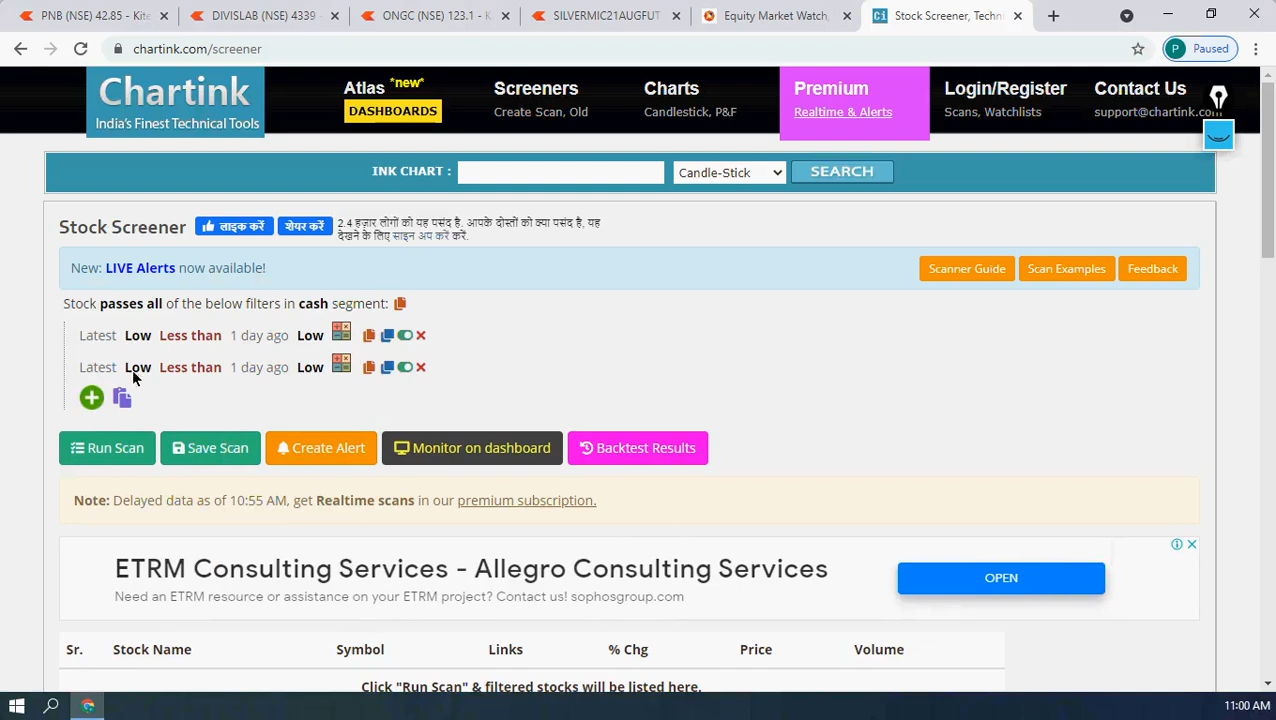 PNB (NSE) 42.85 - Kite
DIVISLAB (NSE) 4339 -
ONGC (NSE) 123.1 - K
SILVERMIC21AUGFUT
Equity Market Watch,
Stock Screener, Techni
chartink.com/screener
P Paused
Chartink
India's Finest Technical Tools
Atlas *new*
DASHBOARDS
Screeners
Create Scan, Old
Charts
Candlestick, P&F
Premium
Realtime & Alerts
Login/Register
Scans, Watchlists
Contact Us
support@chartink.com
INK CHART :
Candle-Stick
SEARCH
Stock Screener
लाइक करें
शेयर करें
2.4 हज़ार लोगों को यह पसंद है. आपके दोस्तों को क्या पसंद है, यह
देखने के लिए साइन अप करें करें.
New: LIVE Alerts now available!
Scanner Guide
Scan Examples
Feedback
Stock passes all of the below filters in cash segment:
Latest Low Less than 1 day ago Low
Latest Low Less than 1 day ago Low
Run Scan
Save Scan
Create Alert
Monitor on dashboard
Backtest Results
Note: Delayed data as of 10:55 AM, get Realtime scans in our premium subscription.
ETRM Consulting Services - Allegro Consulting Services
Need an ETRM resource or assistance on your ETRM project? Contact us! sophosgroup.com
OPEN
Sr. Stock Name Symbol Links % Chg Price Volume
Click "Run Scan" & filtered stocks will be listed here.
11:00 AM